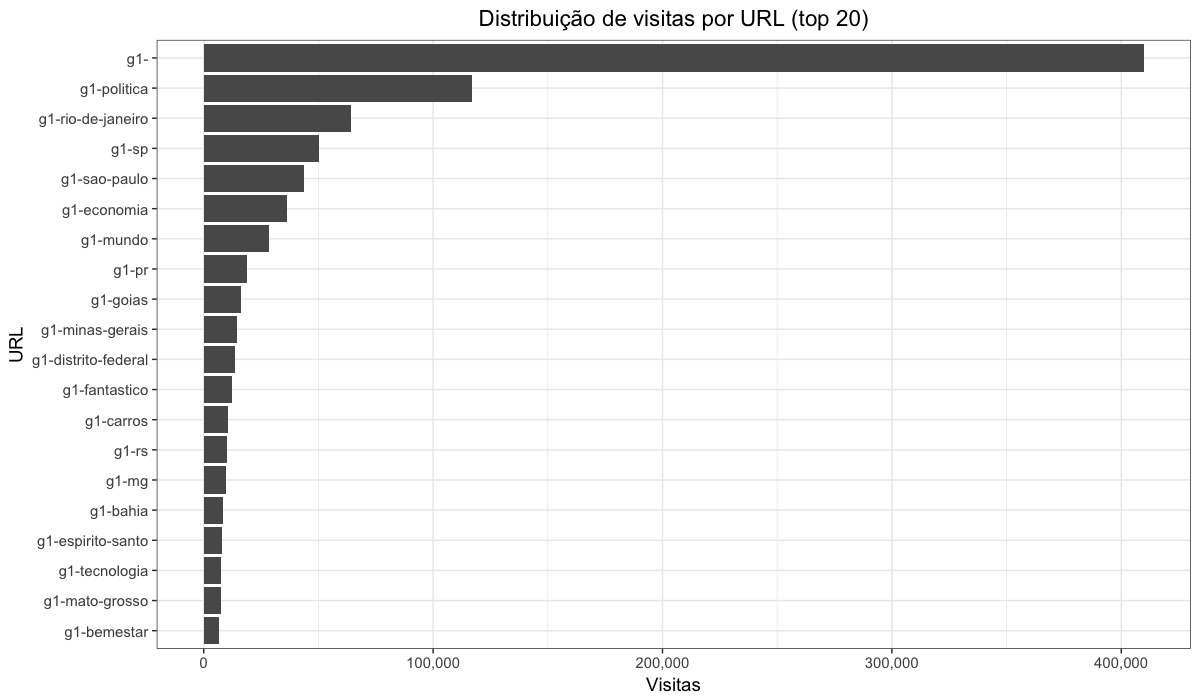 Distribuição de visitas por URL (top 20)
g1-
g1-politica
g1-rio-de-janeiro
g1-sp
g1-sao-paulo
g1-economia
g1-mundo
g1-pr
g1-goias
g1-minas-gerais
g1-distrito-federal
g1-fantastico
g1-carros
g1-rs
g1-mg
g1-bahia
g1-espirito-santo
g1-tecnologia
g1-mato-grosso
g1-bemestar
URL
0 100,000 200,000 300,000 400,000
Visitas